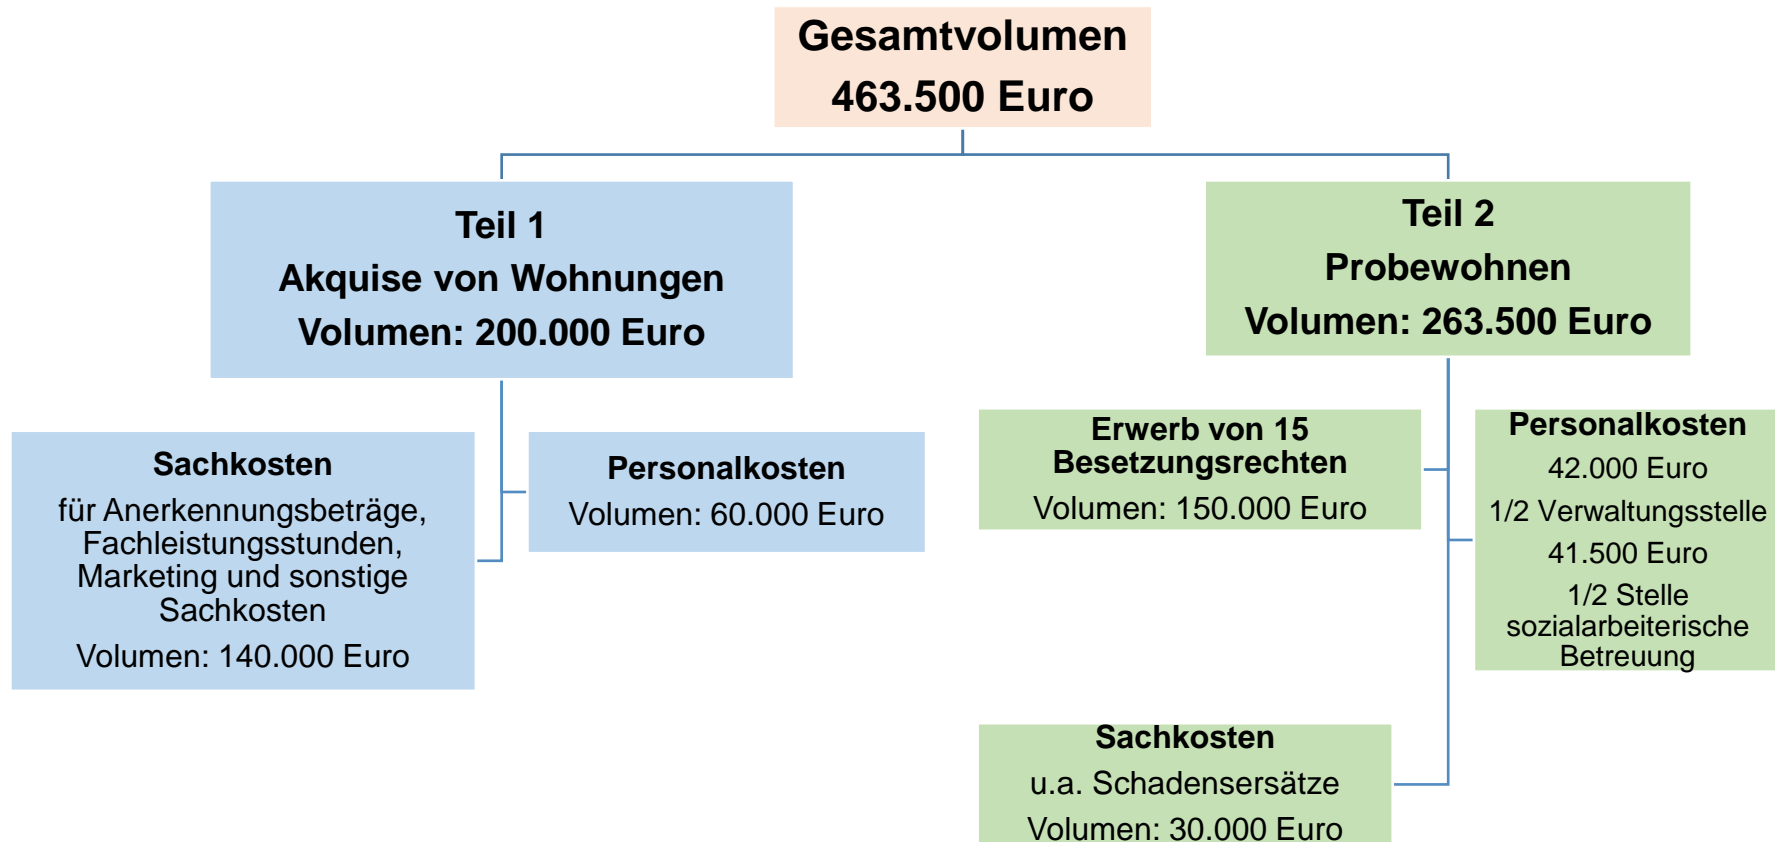 Gesamtvolumen
463.500 Euro
Teil 1
Akquise von Wohnungen
Volumen: 200.000 Euro
Teil 2
Probewohnen
Volumen: 263.500 Euro
Sachkosten
für Anerkennungsbeträge,
Fachleistungsstunden,
Marketing und sonstige
Sachkosten
Volumen: 140.000 Euro
Personalkosten
Volumen: 60.000 Euro
Erwerb von 15
Besetzungsrechten
Volumen: 150.000 Euro
Personalkosten
42.000 Euro
1/2 Verwaltungsstelle
41.500 Euro
1/2 Stelle
sozialarbeiterische
Betreuung
Sachkosten
u.a. Schadensersätze
Volumen: 30.000 Euro